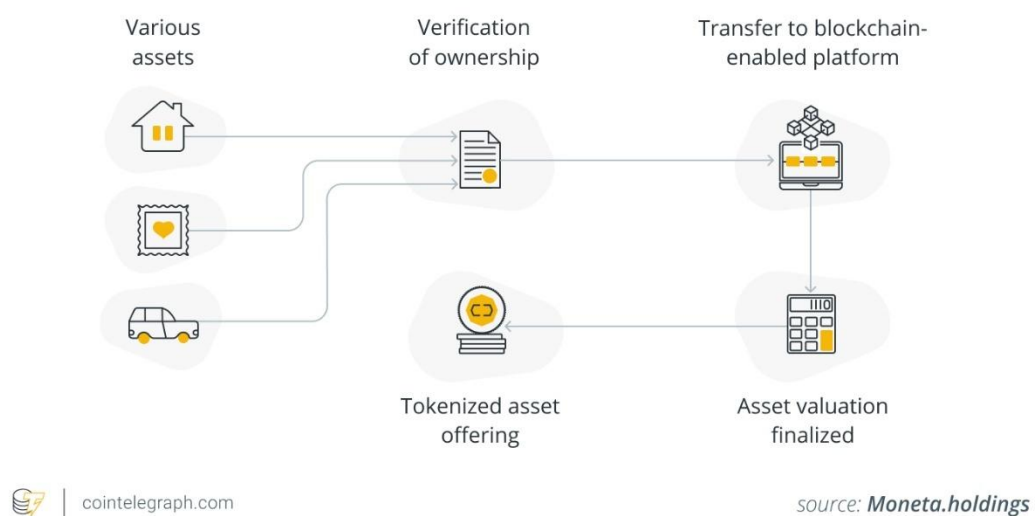 Various
assets
Verification
of ownership
Transfer to blockchain-
enabled platform
1110
Tokenized asset
offering
Asset valuation
finalized
cointelegraph.com
source: Moneta.holdings